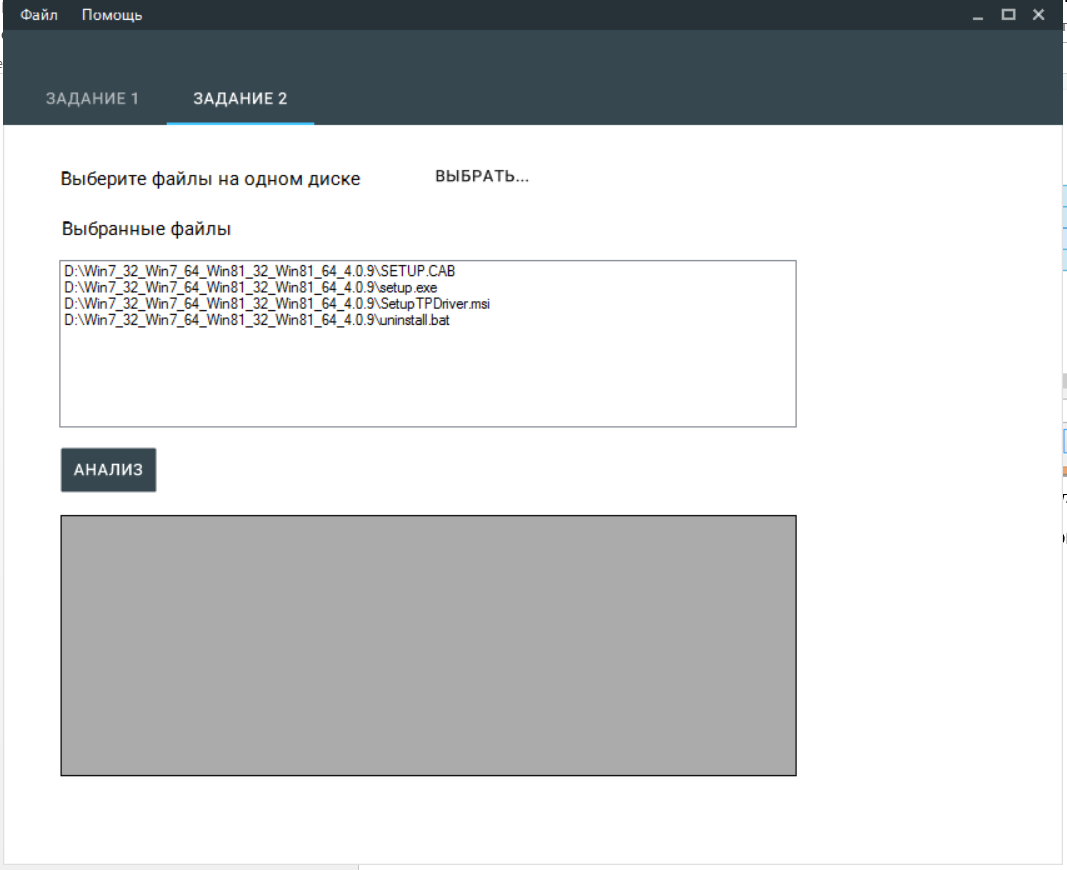 Файл Помощь
ЗАДАНИЕ 1 ЗАДАНИЕ 2
Выберите файлы на одном диске ВЫБРАТЬ...
Выбранные файлы
D:\Win7_32_Win7_64_Win81_32_Win81_64_4.0.9\SETUP.CAB
D:\Win7_32_Win7_64_Win81_32_Win81_64_4.0.9\setup.exe
D:\Win7_32_Win7_64_Win81_32_Win81_64_4.0.9\SetupTPDriver.msi
D:\Win7_32_Win7_64_Win81_32_Win81_64_4.0.9\uninstall.bat
АНАЛИЗ